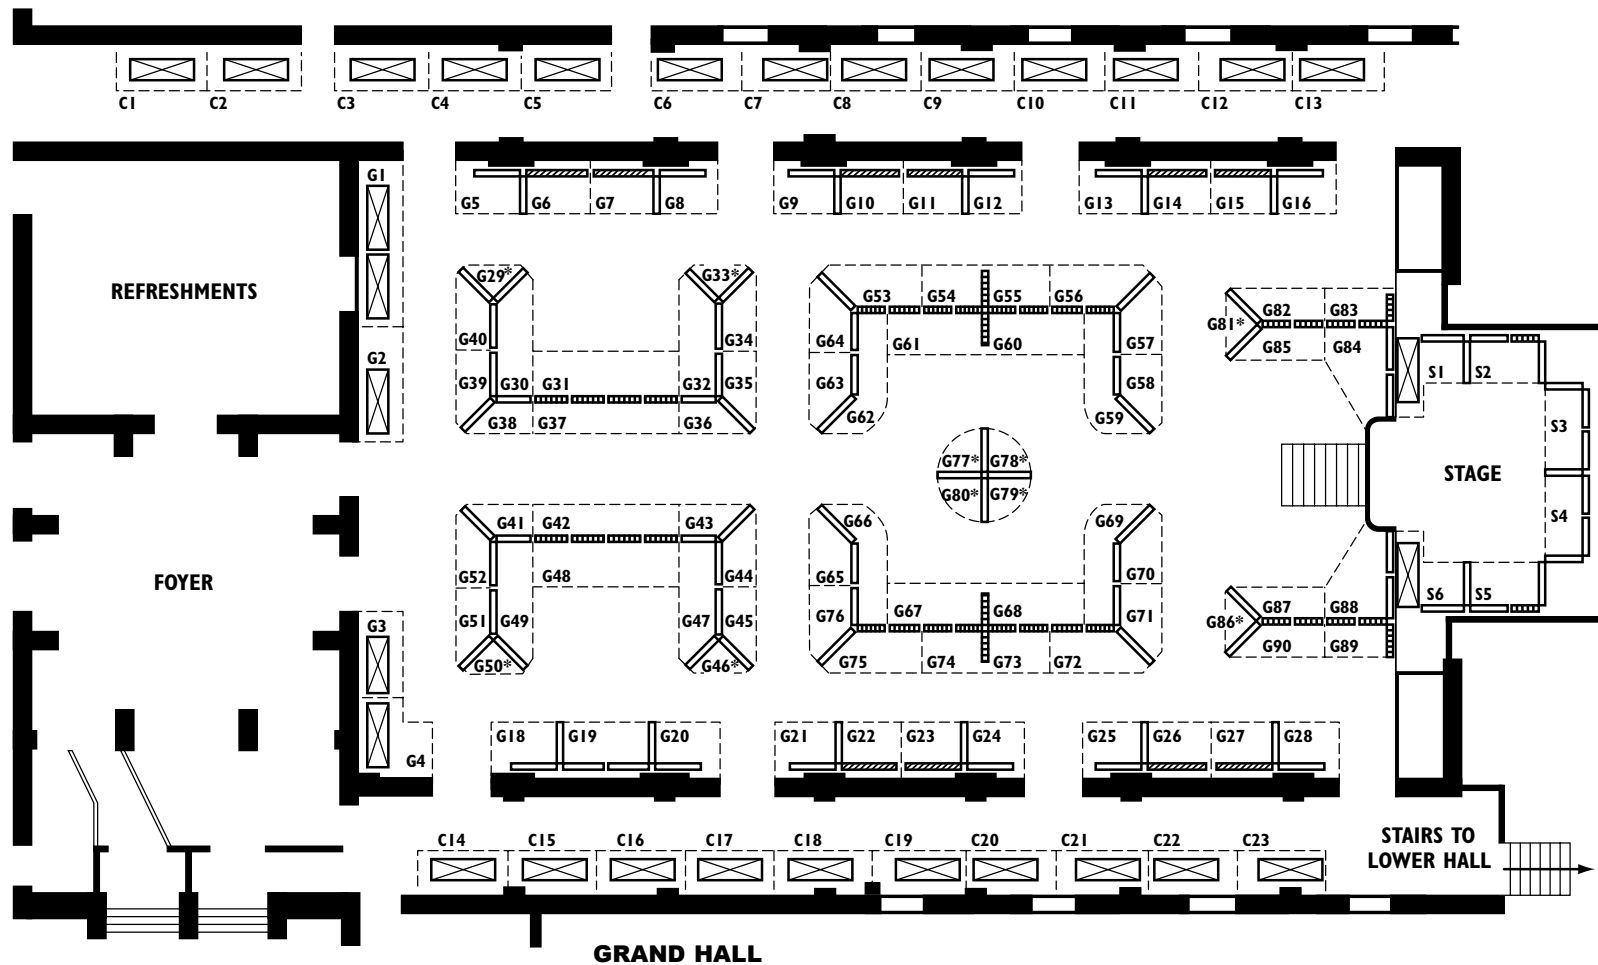 C1 C2 C3 C4 C5 C6 C7 C8 C9 C10 C11 C12 C13
G1
G5 G6 G7 G8 G9 G10 G11 G12 G13 G14 G15 G16
REFRESHMENTS
G29* G33*
G53 G54 G55 G56
G82 G83
G81*
G40 G34 G64 G61 G60 G57 G85 G84
G2
G39 G30 G31 G32 G35 G63 G58
S1 S2
G38 G37 G36 G62 G59
S3
G77* G78*
STAGE
G80* G79*
S4
G41 G42 G43 G66 G69
FOYER
G52 G48 G44 G65 G70
S6 S5
G3
G51 G49 G47 G45 G76 G67 G68 G71
G87 G88
G86*
G50* G46* G75 G74 G73 G72 G90 G89
G18 G19 G20 G21 G22 G23 G24 G25 G26 G27 G28
G4
C14 C15 C16 C17 C18 C19 C20 C21 C22 C23
STAIRS TO
LOWER HALL
GRAND HALL